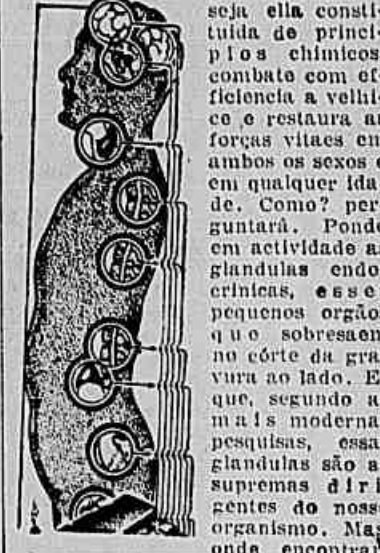 seja ella consti-
tuida de princi-
pios chimicos
combate com ef-
ficiencia a velhi-
ce e restaura as
forças vitaes em
ambos os sexos e
em qualquer ida-
de. Como? per-
guntará. Pondo
em actividade as
glandulas endo-
crinicas, esses
pequenos orgãos
que sobresaem
no córte da gra-
vura ao lado. E
que, segundo as
mais modernas
pesquisas, essas
glandulas são as
supremas diri-
gentes do nosso
organismo. Mas
onde encontrar